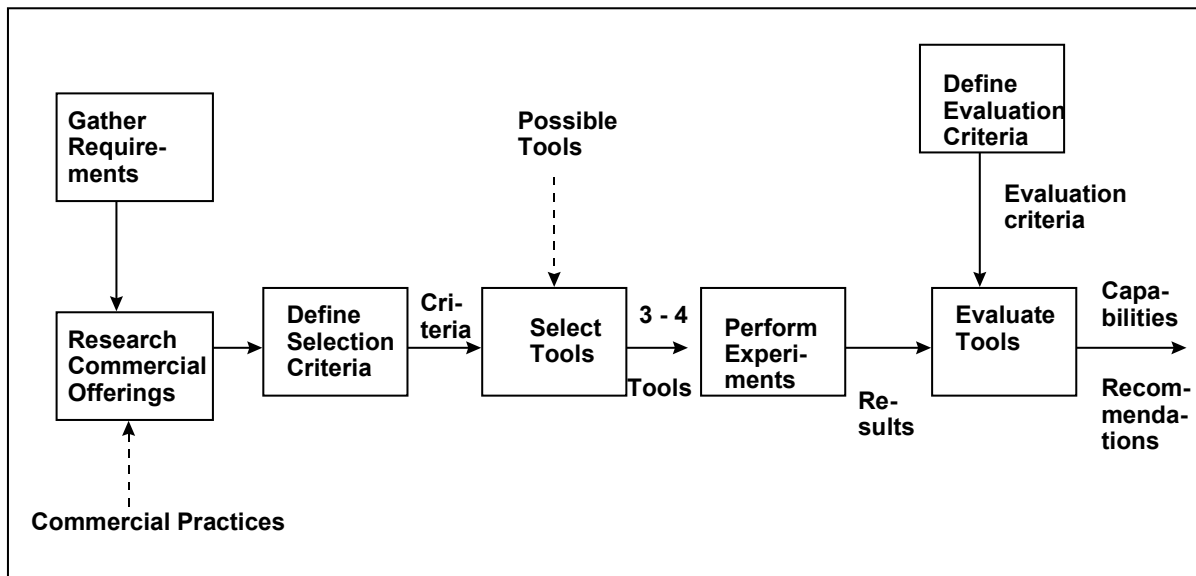 Gather
Require-
ments
Possible
Tools
Define
Evaluation
Criteria
Evaluation
criteria
Research
Commercial
Offerings
Define
Selection
Criteria
Cri-
teria
Select
Tools
3 - 4
Tools
Perform
Experi-
ments
Re-
sults
Evaluate
Tools
Capa-
bilities
Recom-
menda-
tions
Commercial Practices